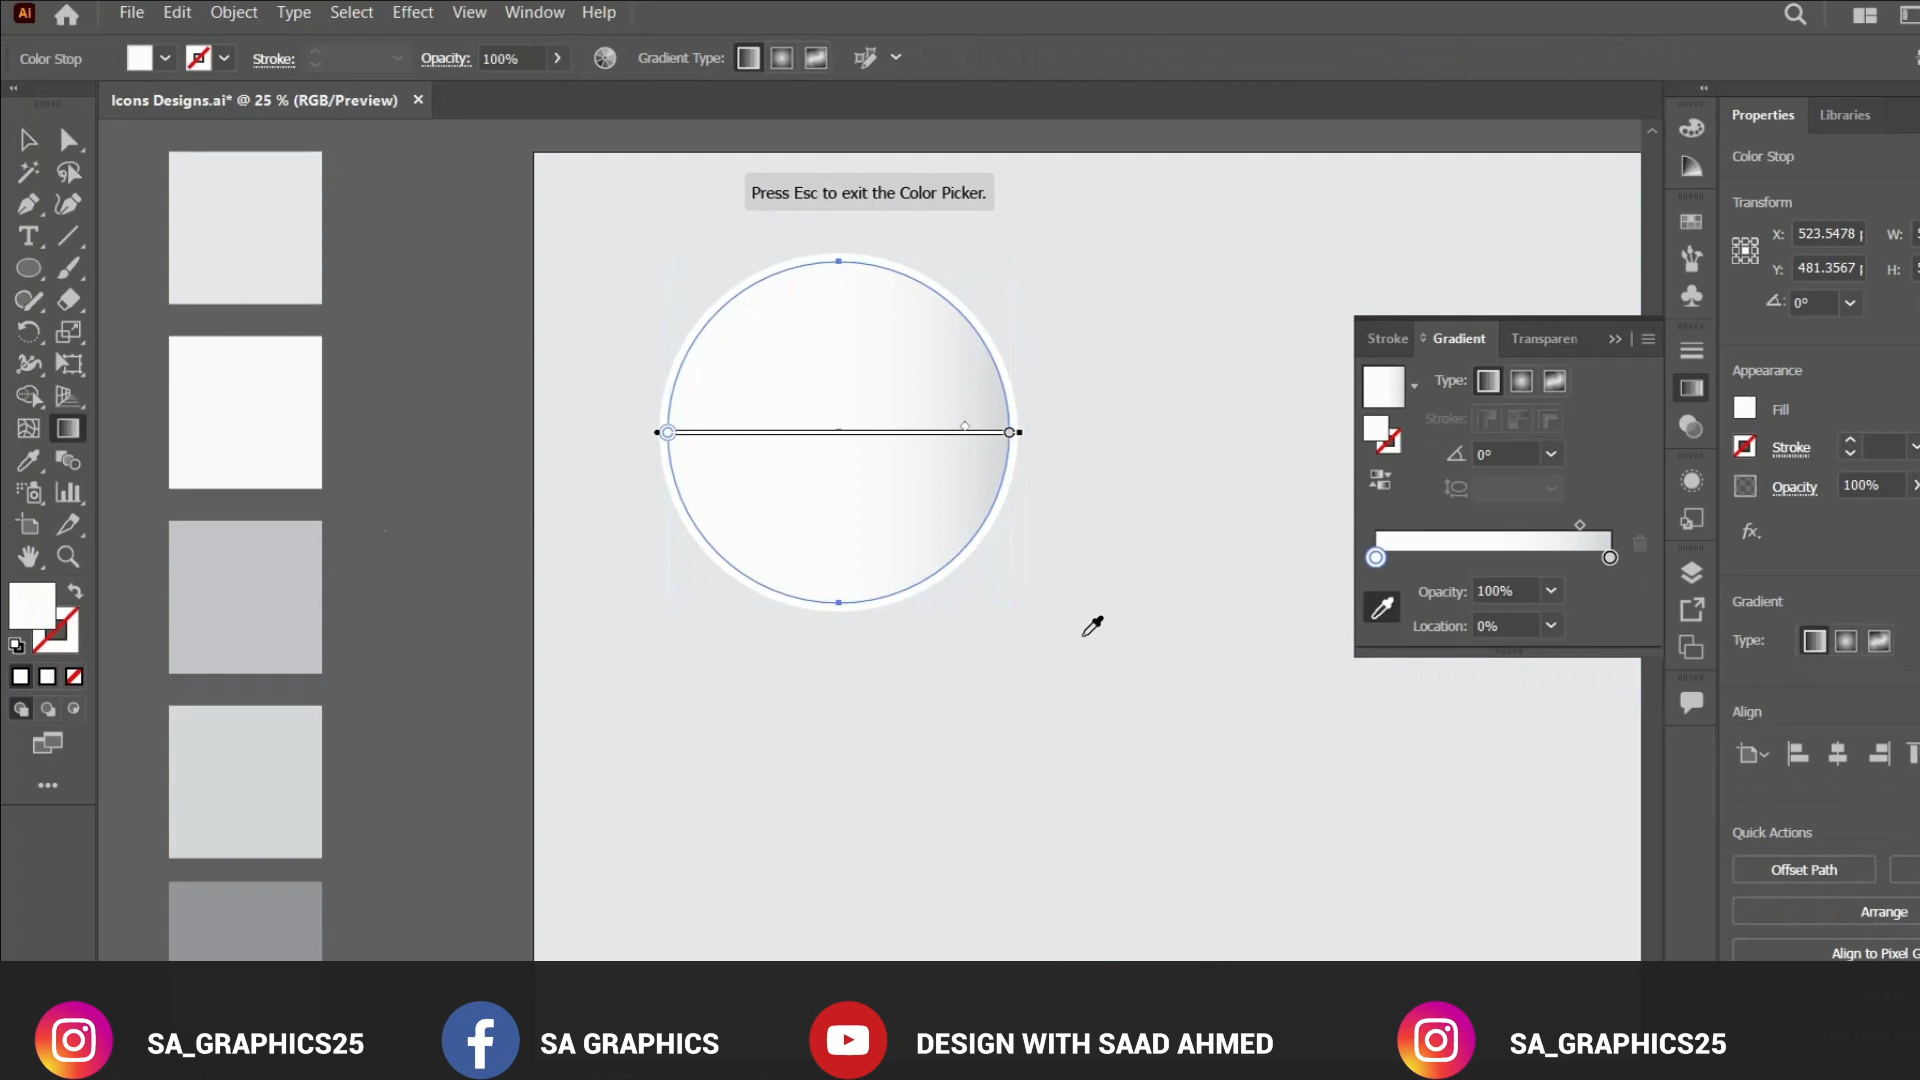 Ai File Edit Object Type Select Effect View Window Help
Color Stop Stroke: Opacity: 100% Gradient Type:
Icons Designs.ai* @ 25 % (RGB/Preview) ×
Press Esc to exit the Color Picker.
Stroke Gradient Transparen
Type:
Stroke:
0°
Opacity: 100%
Location: 0%
Properties Libraries
Color Stop
Transform
X: 523.5478 W:
Y: 481.3567 H:
0°
Appearance
Fill
Stroke
Opacity 100%
fx.
Gradient
Type:
Align
Quick Actions
Offset Path
Arrange
Align to Pixel G
SA_GRAPHICS25 SA GRAPHICS DESIGN WITH SAAD AHMED SA_GRAPHICS25